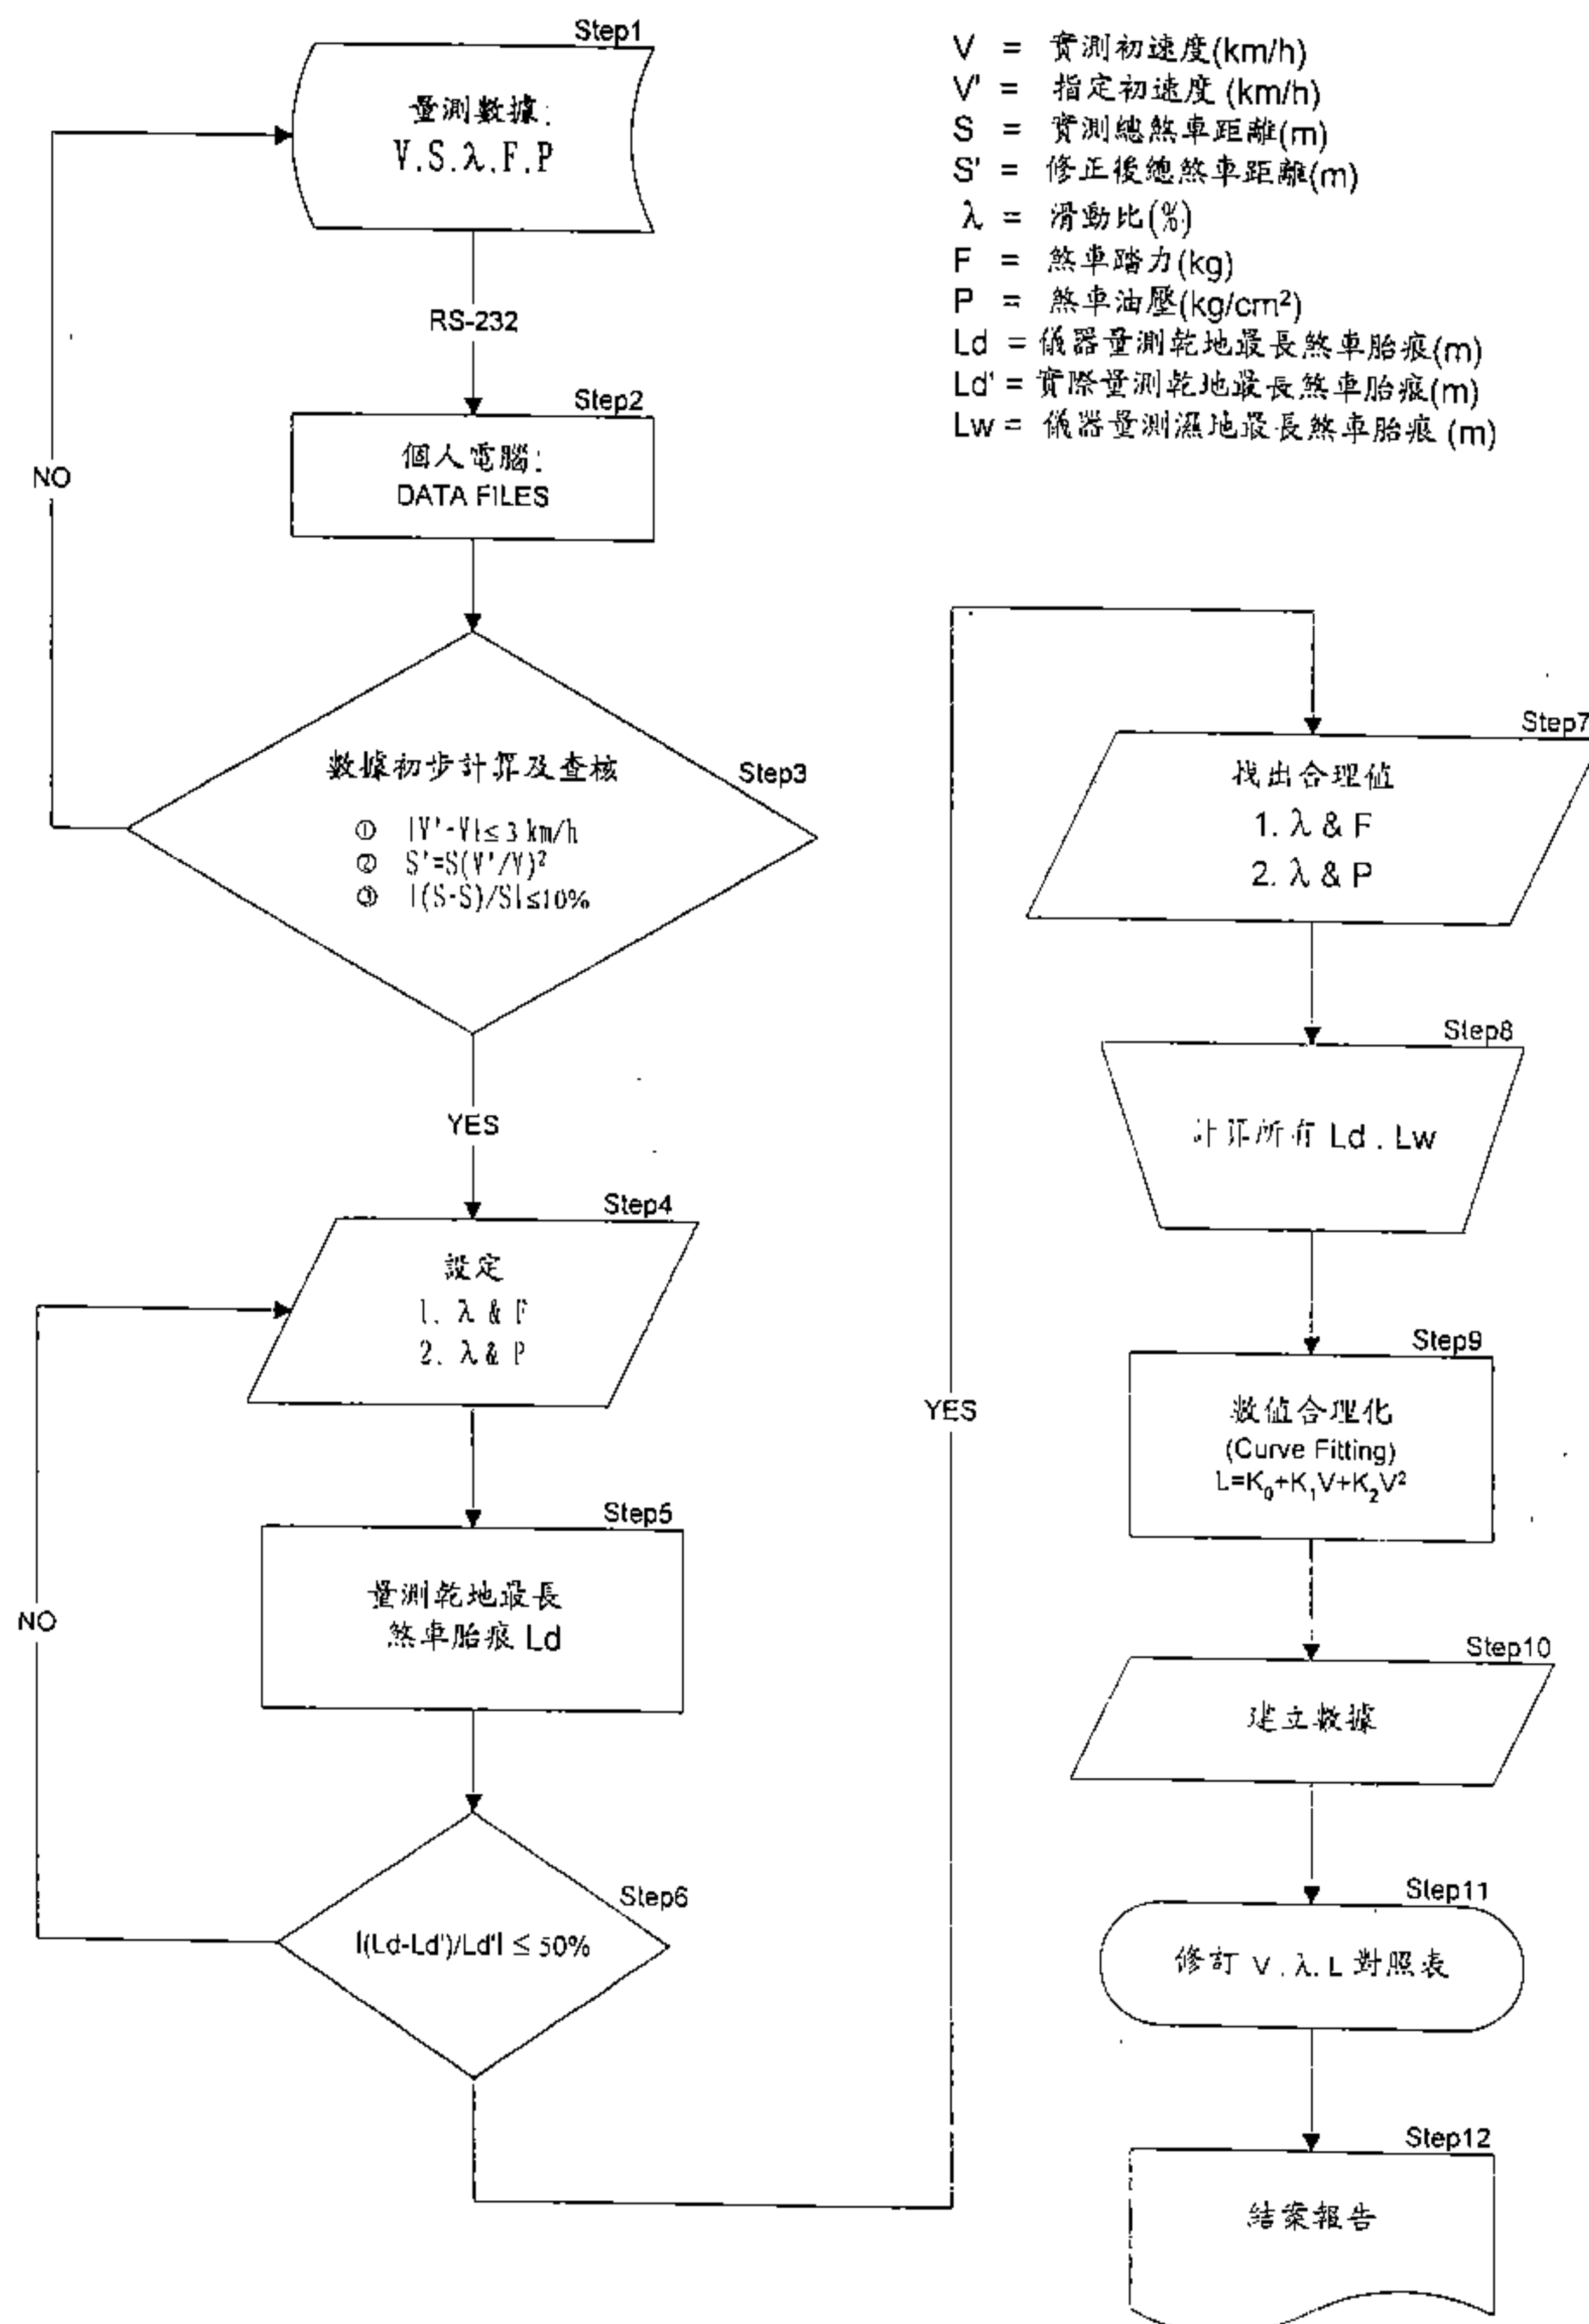 Step1
量測數據:
V.S.λ.F.P
RS-232
Step2
個人電腦:
DATA FILES
NO
Step3
數據初步計算及查核
① |V'-V|≤3 km/h
② S'=S(V'/V)²
③ |(S-S)/S|≤10%
YES
Step4
設定
1. λ & F
2. λ & P
Step5
量測乾地最長
煞車胎痕 Ld
NO
Step6
|(Ld-Ld')/Ld'| ≤ 50%
YES
V = 實測初速度(km/h)
V' = 指定初速度 (km/h)
S = 實測總煞車距離(m)
S' = 修正後總煞車距離(m)
λ = 滑動比(%)
F = 煞車踏力(kg)
P = 煞車油壓(kg/cm²)
Ld = 儀器量測乾地最長煞車胎痕(m)
Ld' = 實際量測乾地最長煞車胎痕(m)
Lw = 儀器量測濕地最長煞車胎痕 (m)
Step7
找出合理值
1. λ & F
2. λ & P
Step8
計算所有 Ld . Lw
Step9
數值合理化
(Curve Fitting)
L=K₀+K₁V+K₂V²
Step10
建立數據
Step11
修訂 V . λ. L 對照表
Step12
結案報告